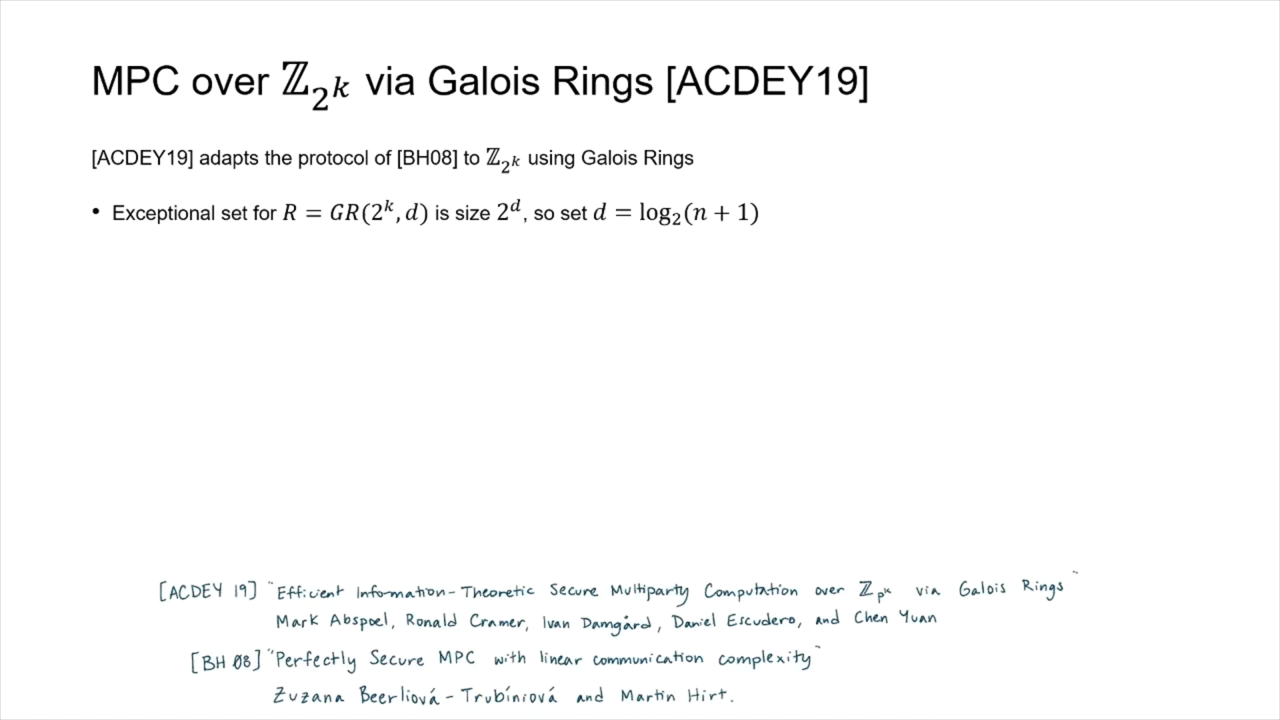 MPC over ℤ_{2^k} via Galois Rings [ACDEY19]
[ACDEY19] adapts the protocol of [BH08] to ℤ_{2^k} using Galois Rings
• Exceptional set for R = GR(2^k, d) is size 2^d, so set d = log_2(n + 1)
[ACDEY 19] "Efficient Information-Theoretic Secure Multiparty Computation over ℤ_{p^k} via Galois Rings"
Mark Abspoel, Ronald Cramer, Ivan Damgård, Daniel Escudero, and Chen Yuan
[BH 08] "Perfectly Secure MPC with linear communication complexity"
Zuzana Beerliová-Trubíniová and Martin Hirt.